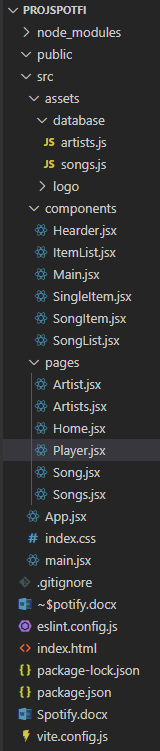 PROJSPOTFI
node_modules
public
src
assets
database
JS artists.js
JS songs.js
logo
components
Hearder.jsx
ItemList.jsx
Main.jsx
SingleItem.jsx
SongItem.jsx
SongList.jsx
pages
Artist.jsx
Artists.jsx
Home.jsx
Player.jsx
Song.jsx
Songs.jsx
App.jsx
# index.css
main.jsx
.gitignore
~$potify.docx
eslint.config.js
<> index.html
{} package-lock.json
{} package.json
Spotify.docx
vite.config.js